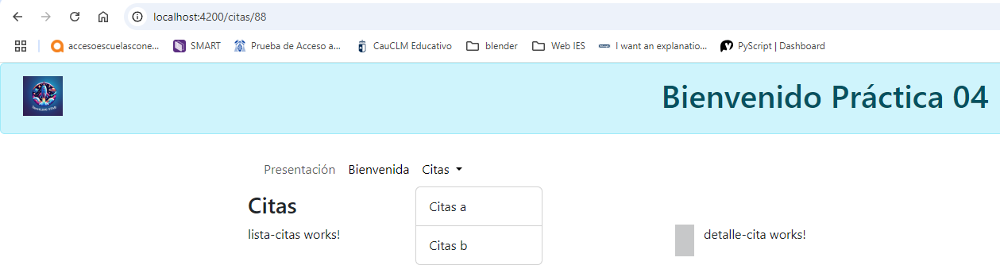 localhost:4200/citas/88
accesoescuelascone... SMART Prueba de Acceso a... CauCLM Educativo blender Web IES I want an explanatio... PyScript | Dashboard
Bienvenido Práctica 04
Presentación Bienvenida Citas
Citas
Citas a
lista-citas works! detalle-cita works!
Citas b